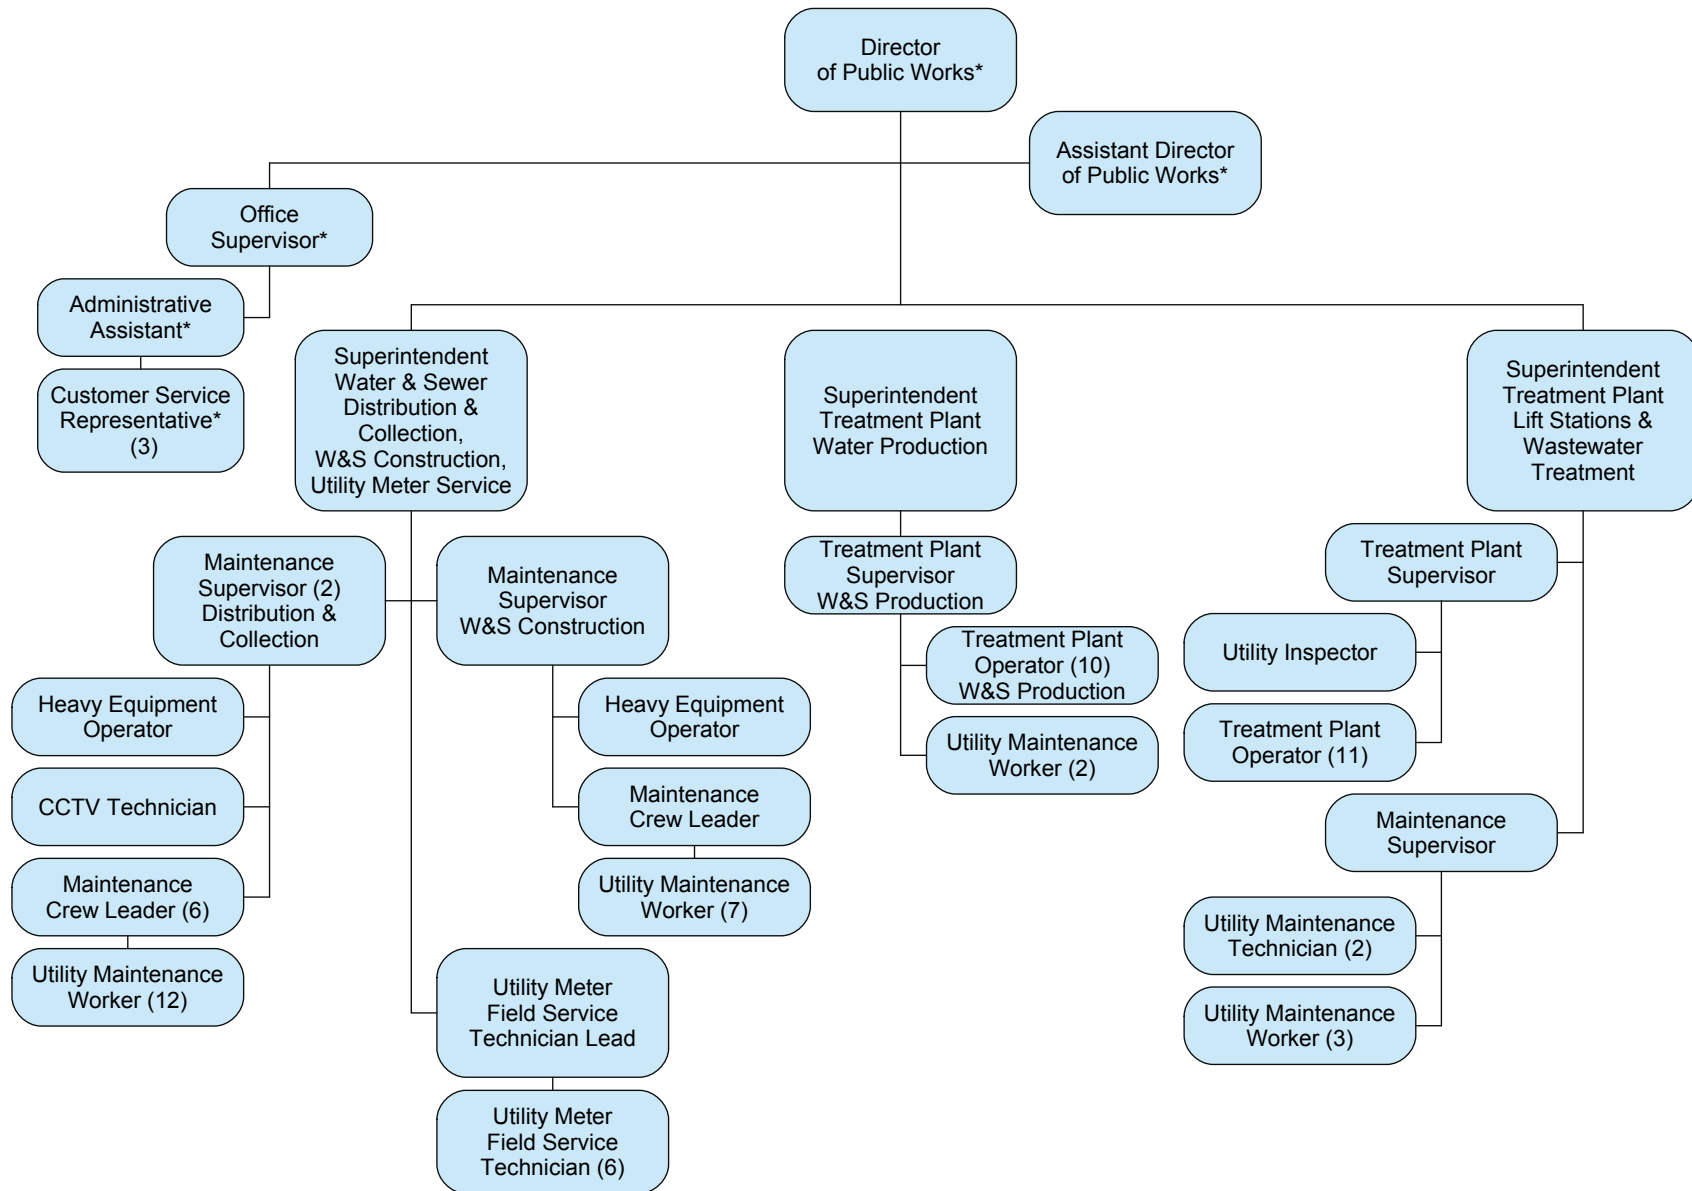 Director
of Public Works*
Assistant Director
of Public Works*
Office
Supervisor*
Administrative
Assistant*
Customer Service
Representative*
(3)
Superintendent
Water & Sewer
Distribution &
Collection,
W&S Construction,
Utility Meter Service
Superintendent
Treatment Plant
Water Production
Superintendent
Treatment Plant
Lift Stations &
Wastewater
Treatment
Maintenance
Supervisor (2)
Distribution &
Collection
Heavy Equipment
Operator
CCTV Technician
Maintenance
Crew Leader (6)
Utility Maintenance
Worker (12)
Maintenance
Supervisor
W&S Construction
Heavy Equipment
Operator
Maintenance
Crew Leader
Utility Maintenance
Worker (7)
Utility Meter
Field Service
Technician Lead
Utility Meter
Field Service
Technician (6)
Treatment Plant
Supervisor
W&S Production
Treatment Plant
Operator (10)
W&S Production
Utility Maintenance
Worker (2)
Treatment Plant
Supervisor
Utility Inspector
Treatment Plant
Operator (11)
Maintenance
Supervisor
Utility Maintenance
Technician (2)
Utility Maintenance
Worker (3)